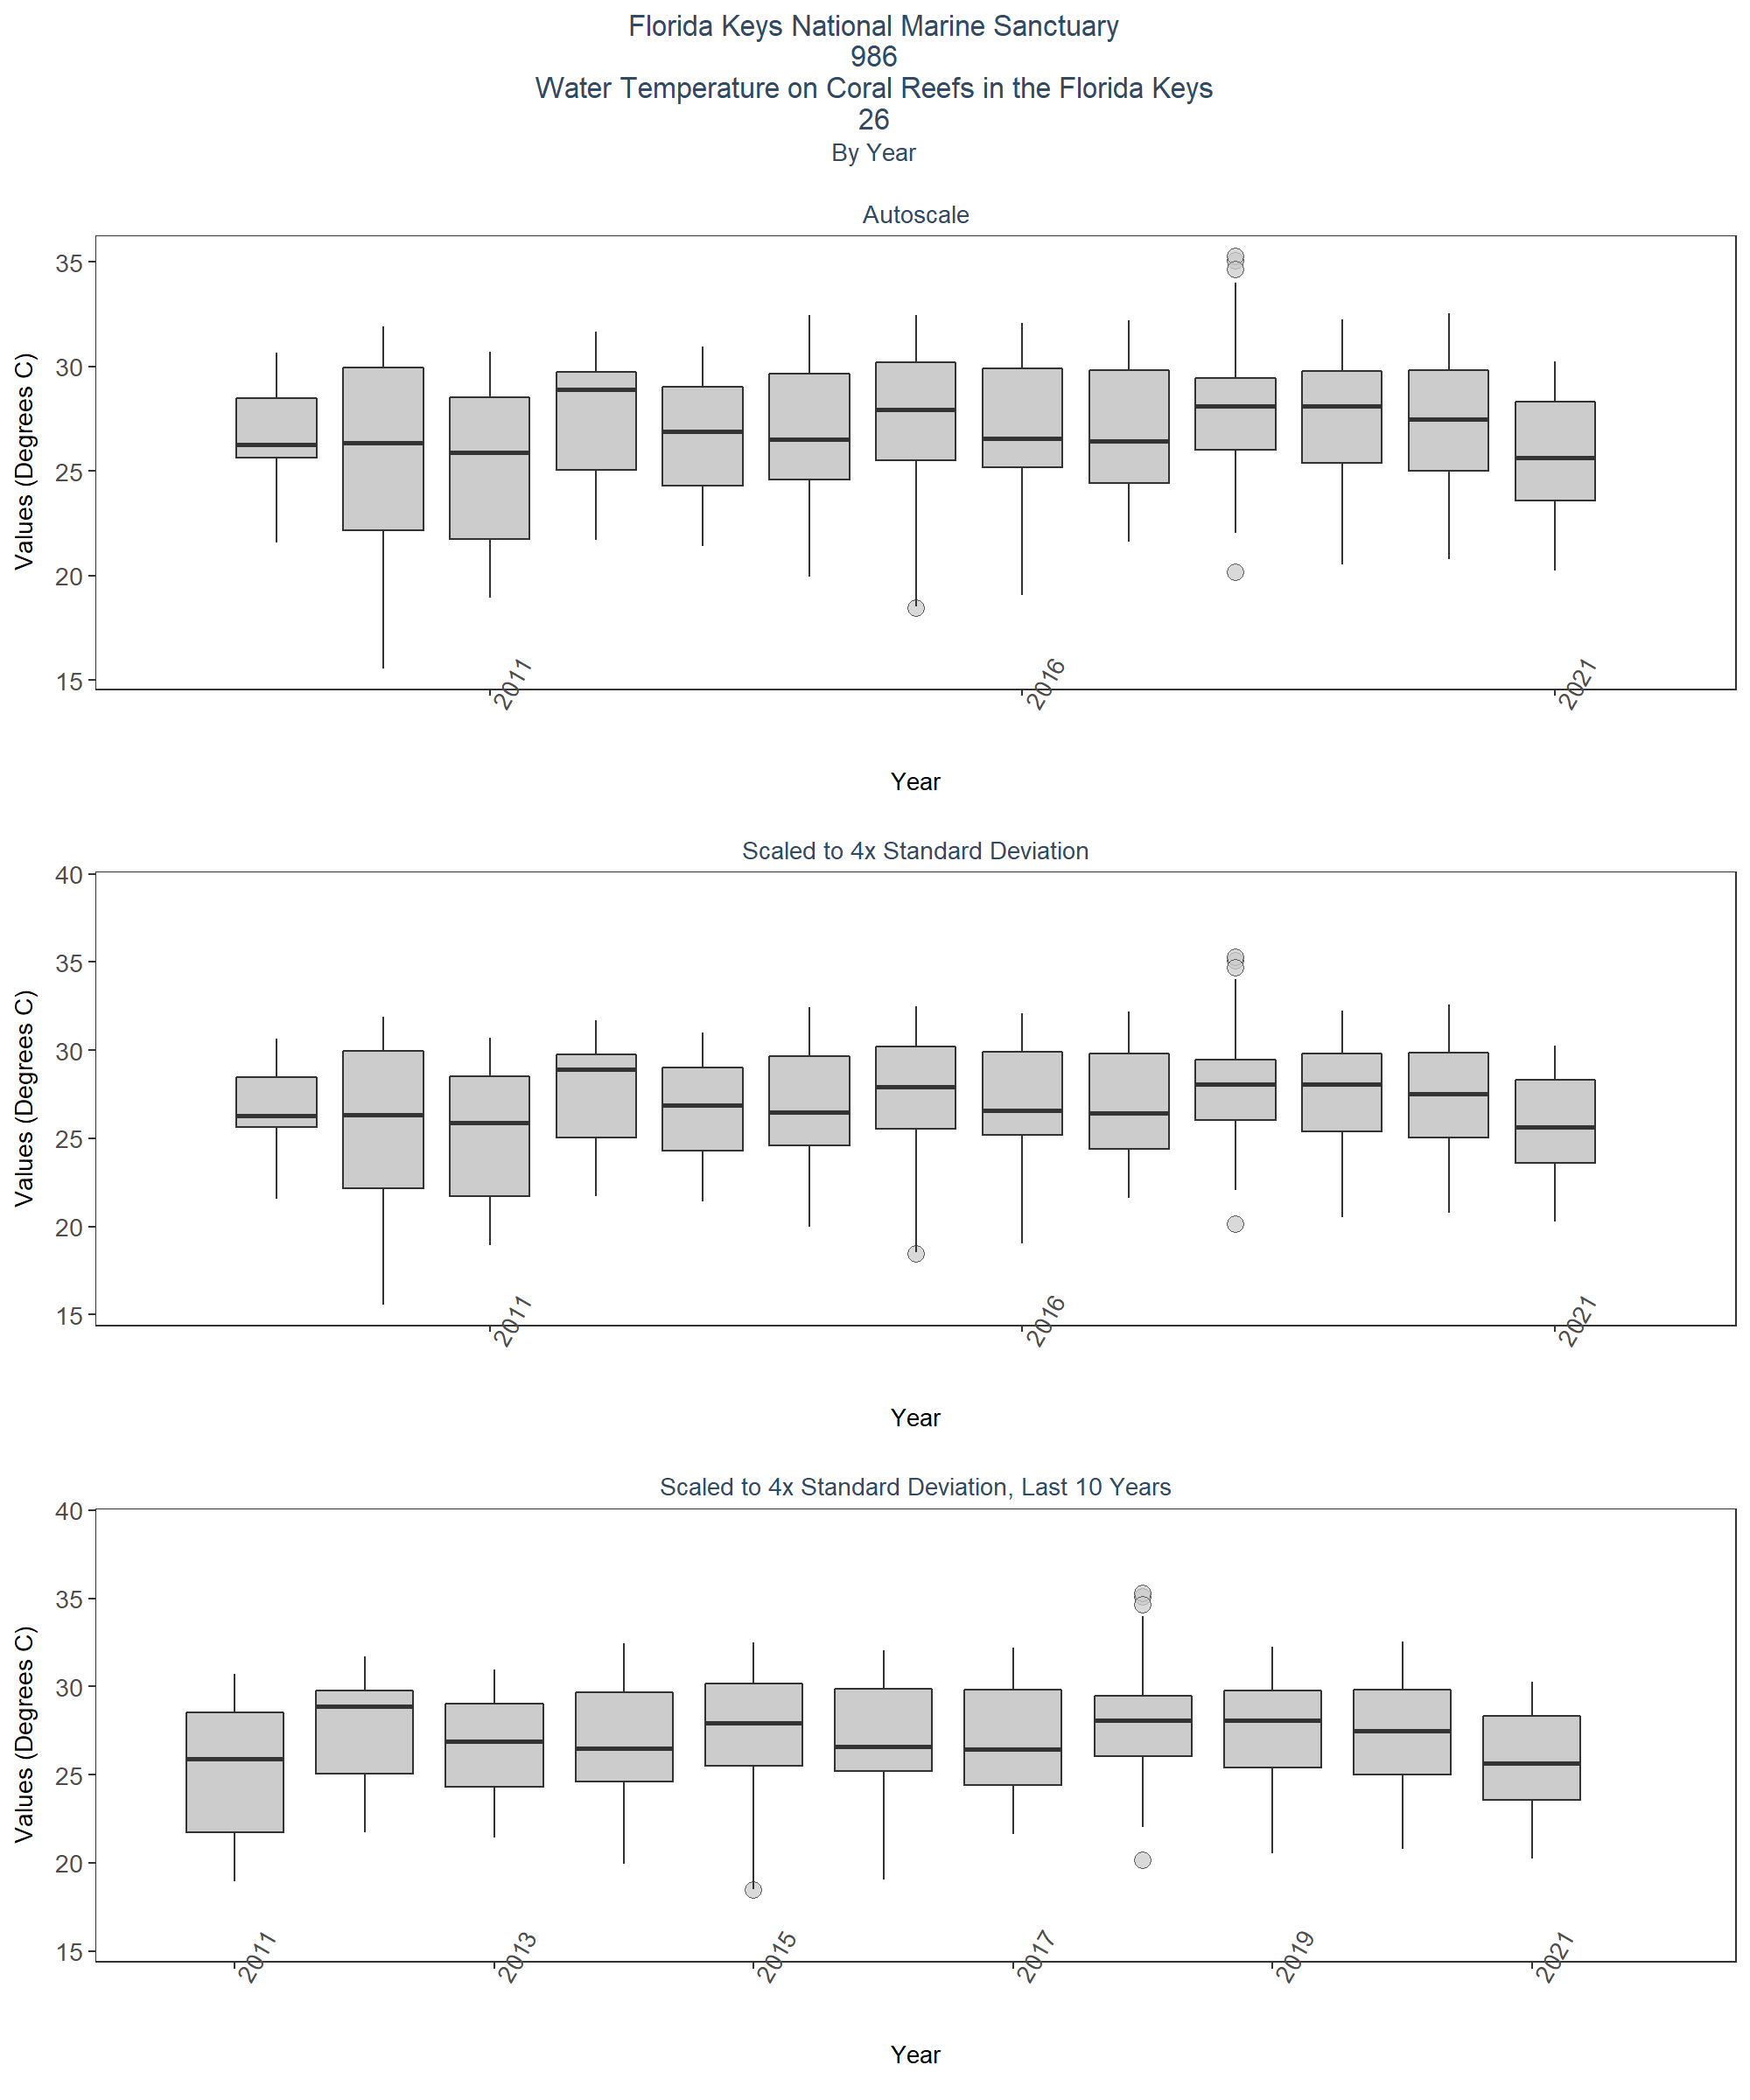 Florida Keys National Marine Sanctuary
986
Water Temperature on Coral Reefs in the Florida Keys
26
By Year
Autoscale
Values (Degrees C)
35
30
25
20
15
2011
2016
2021
Year
Scaled to 4x Standard Deviation
Values (Degrees C)
40
35
30
25
20
15
2011
2016
2021
Year
Scaled to 4x Standard Deviation, Last 10 Years
Values (Degrees C)
40
35
30
25
20
15
2011
2013
2015
2017
2019
2021
Year